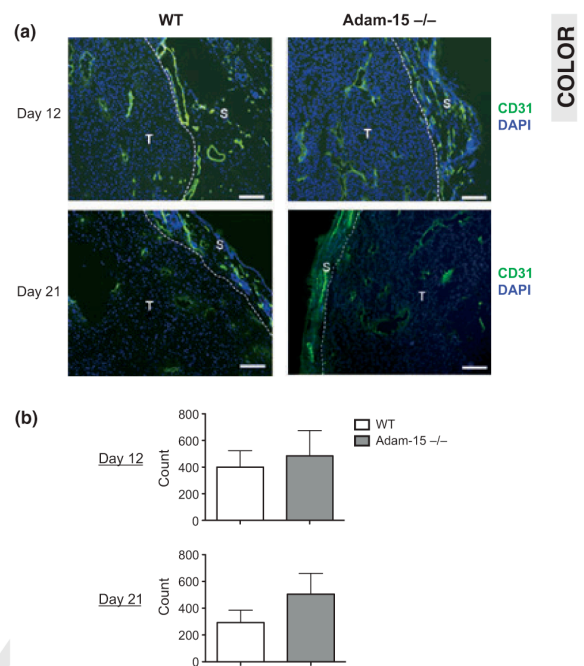 WT
Adam-15 –/–
(a)
COLOR
Day 12
S
T
S
T
CD31
DAPI
Day 21
S
T
S
T
CD31
DAPI
(b)
Day 12
Count
800
600
400
200
0
WT
Adam-15 –/–
Day 21
Count
800
600
400
200
0